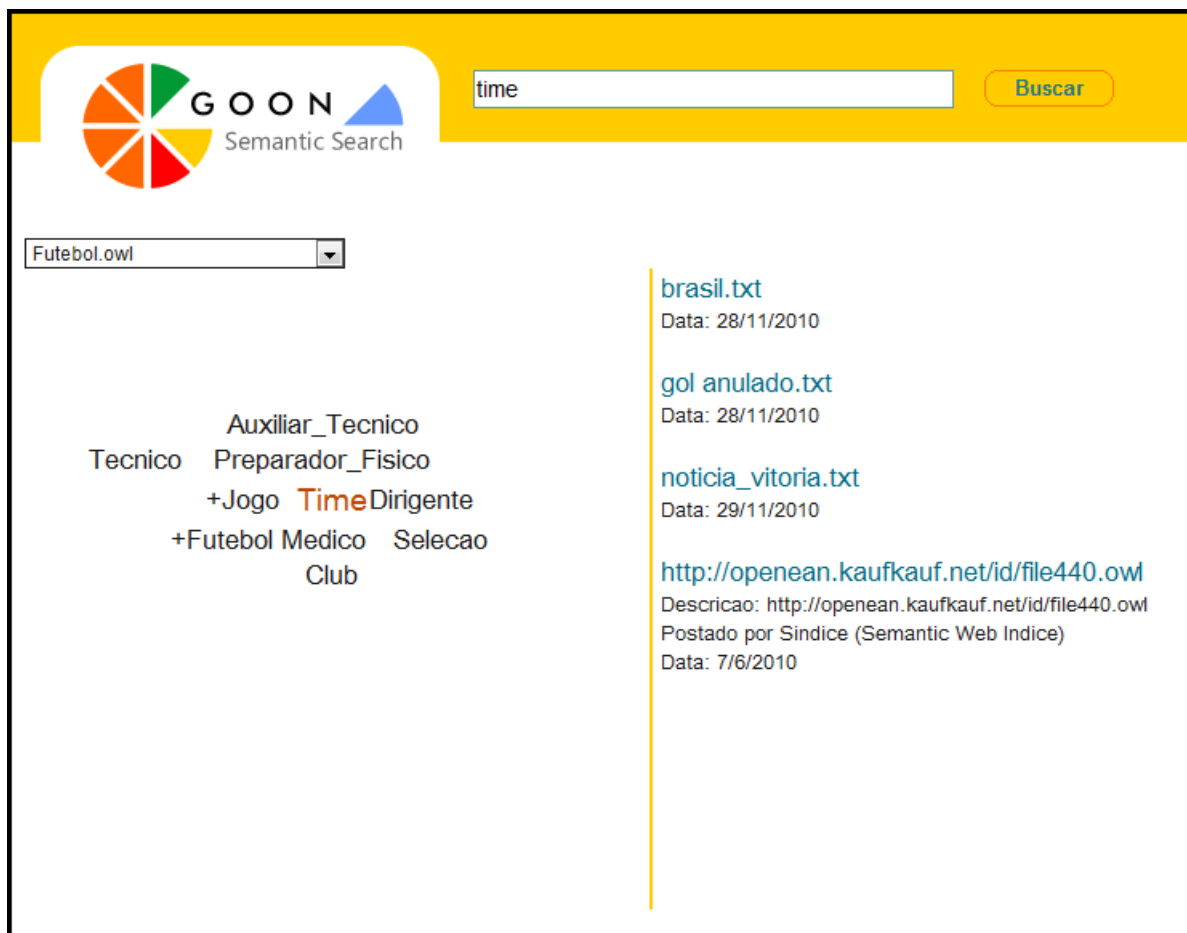 GOON
Semantic Search
time
Buscar
Futebol.owl
Auxiliar_Tecnico
Tecnico Preparador_Fisico
+Jogo Time Dirigente
+Futebol Medico Selecao
Club
brasil.txt
Data: 28/11/2010
gol anulado.txt
Data: 28/11/2010
noticia_vitoria.txt
Data: 29/11/2010
http://openean.kaufkauf.net/id/file440.owl
Descricao: http://openean.kaufkauf.net/id/file440.owl
Postado por Sindice (Semantic Web Indice)
Data: 7/6/2010